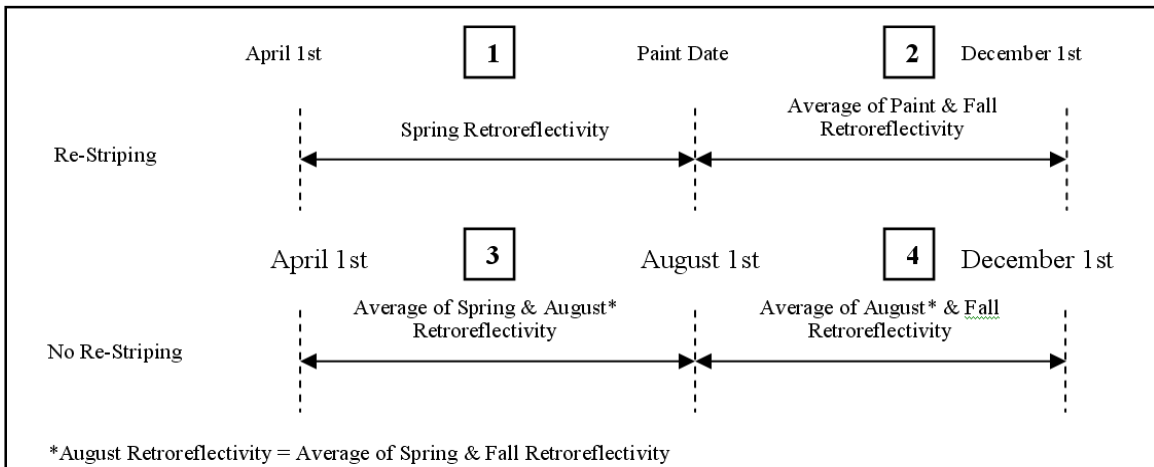 April 1st 1 Paint Date 2 December 1st
Spring Retroreflectivity
Average of Paint & Fall
Retroreflectivity
Re-Striping
April 1st 3 August 1st 4 December 1st
Average of Spring & August*
Retroreflectivity
Average of August* & Fall
Retroreflectivity
No Re-Striping
*August Retroreflectivity = Average of Spring & Fall Retroreflectivity